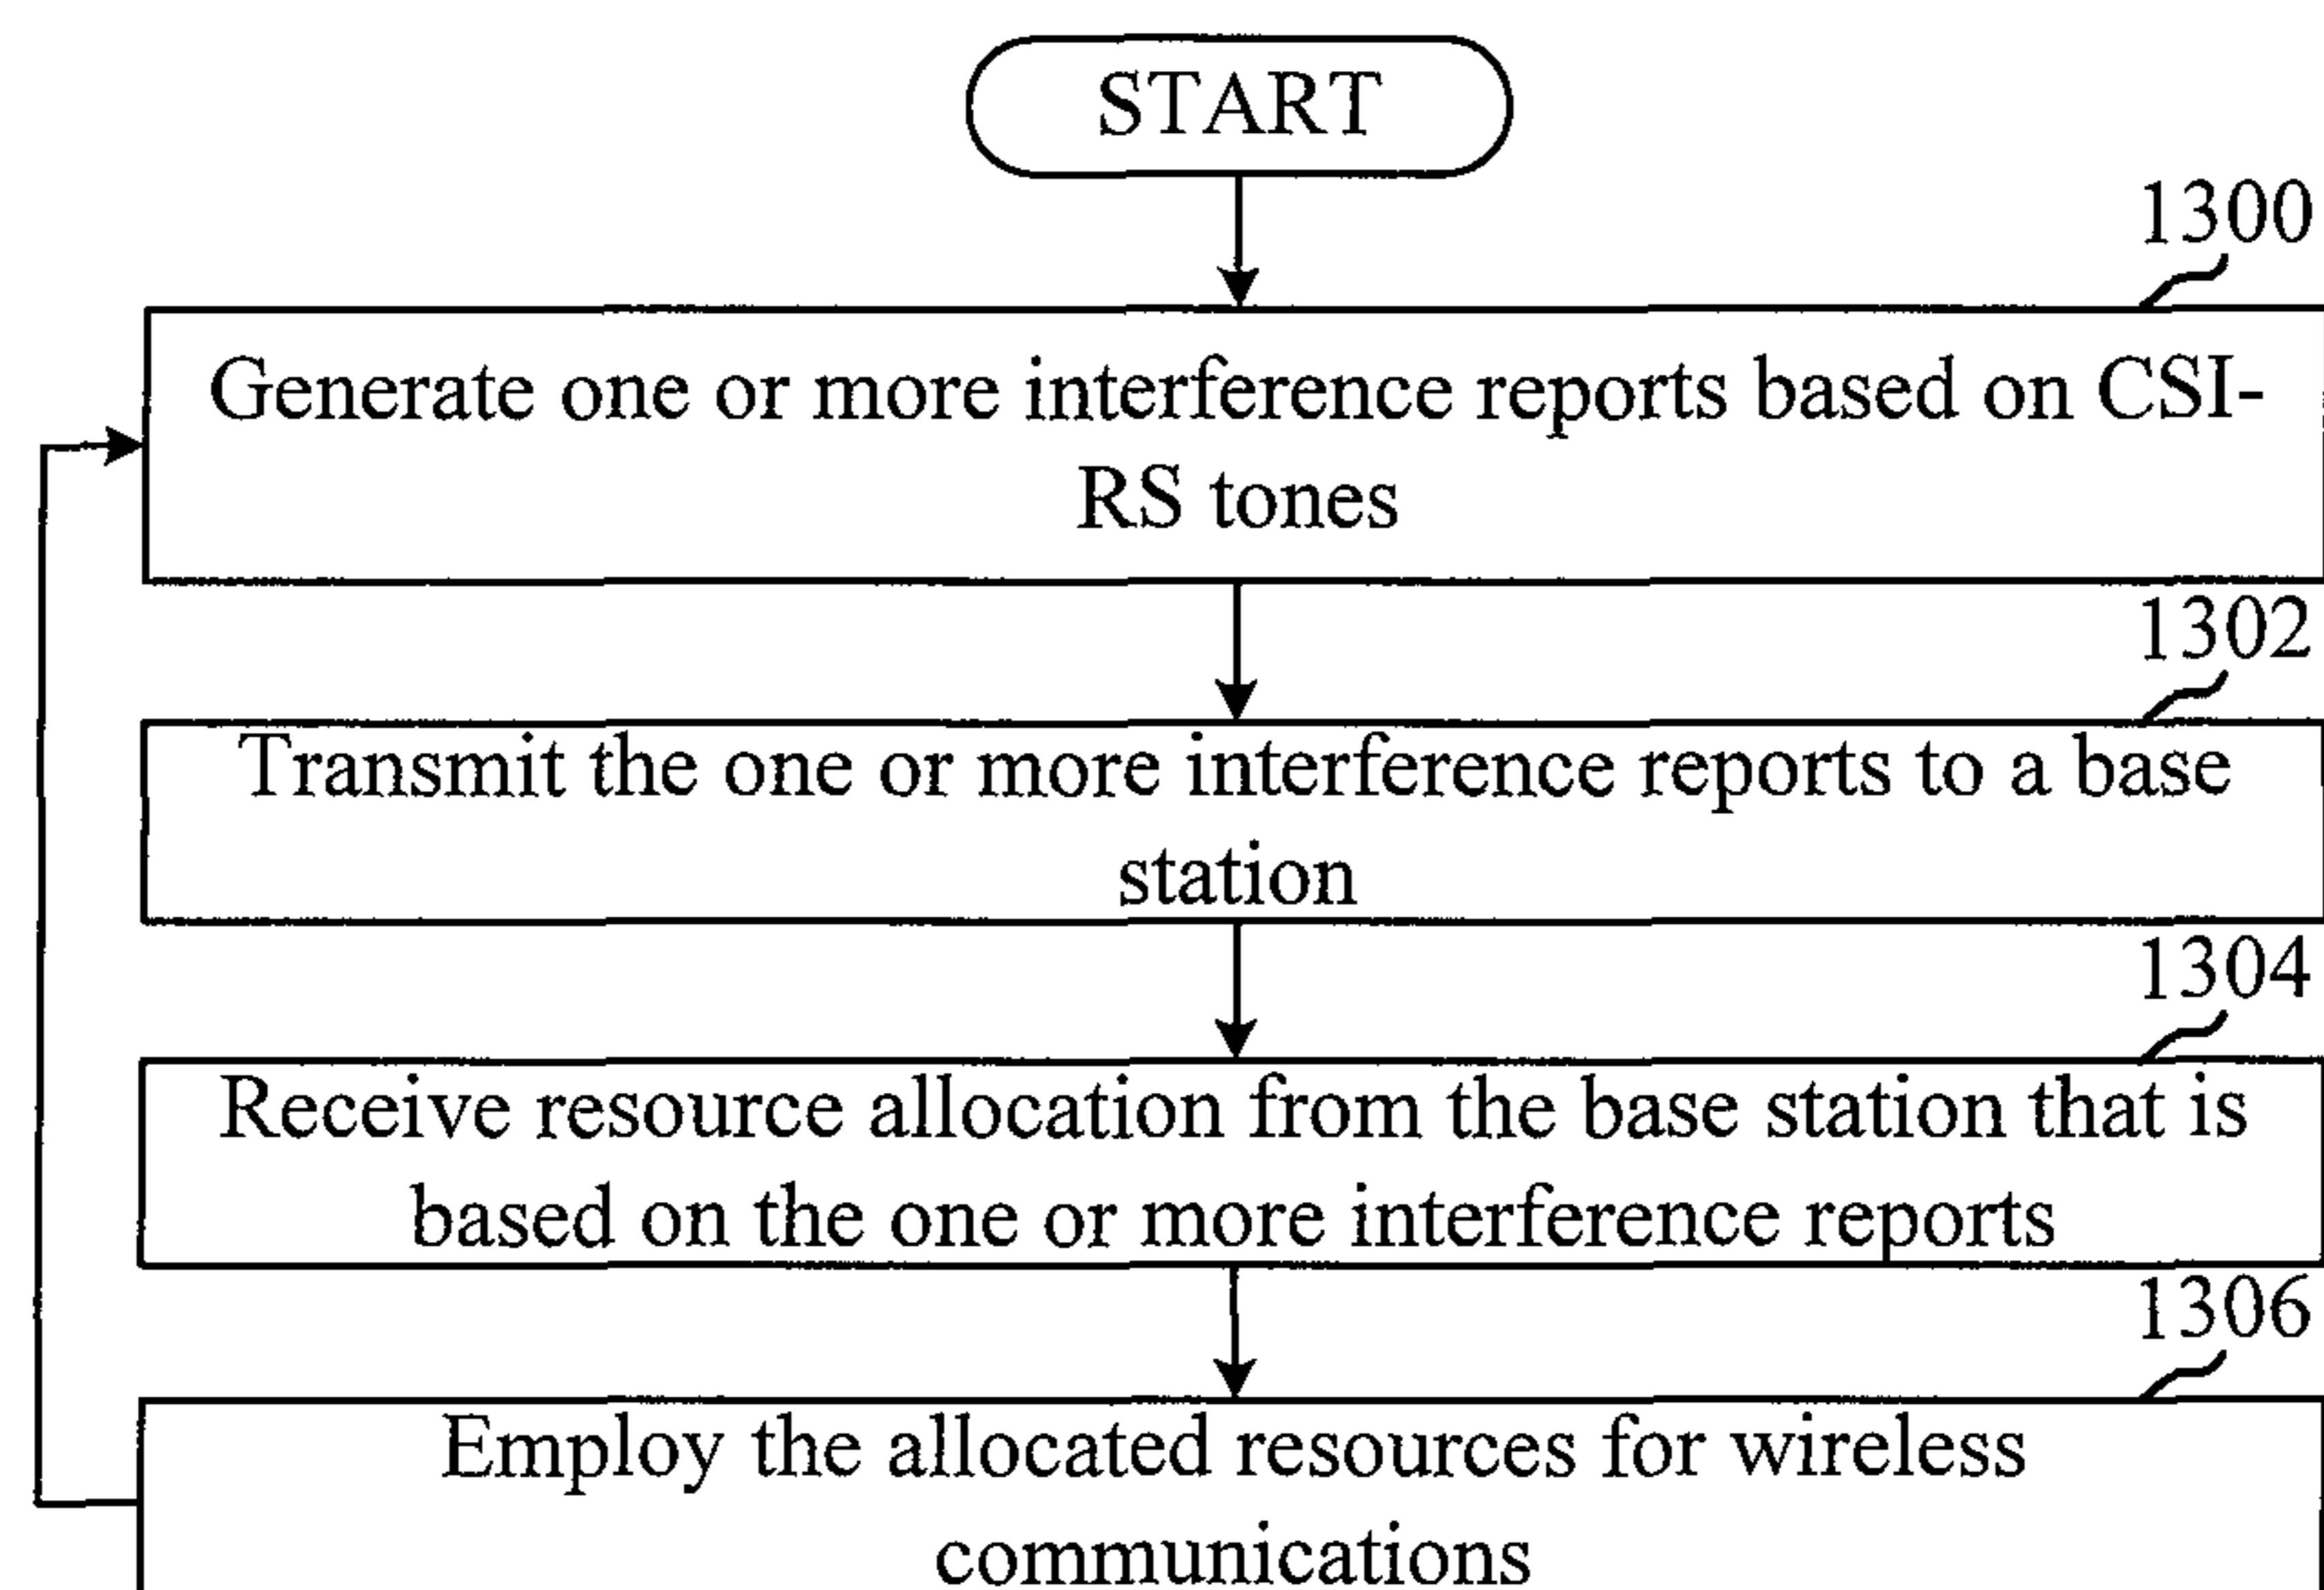 START
1300
Generate one or more interference reports based on CSI-
RS tones
1302
Transmit the one or more interference reports to a base
station
1304
Receive resource allocation from the base station that is
based on the one or more interference reports
1306
Employ the allocated resources for wireless
communications